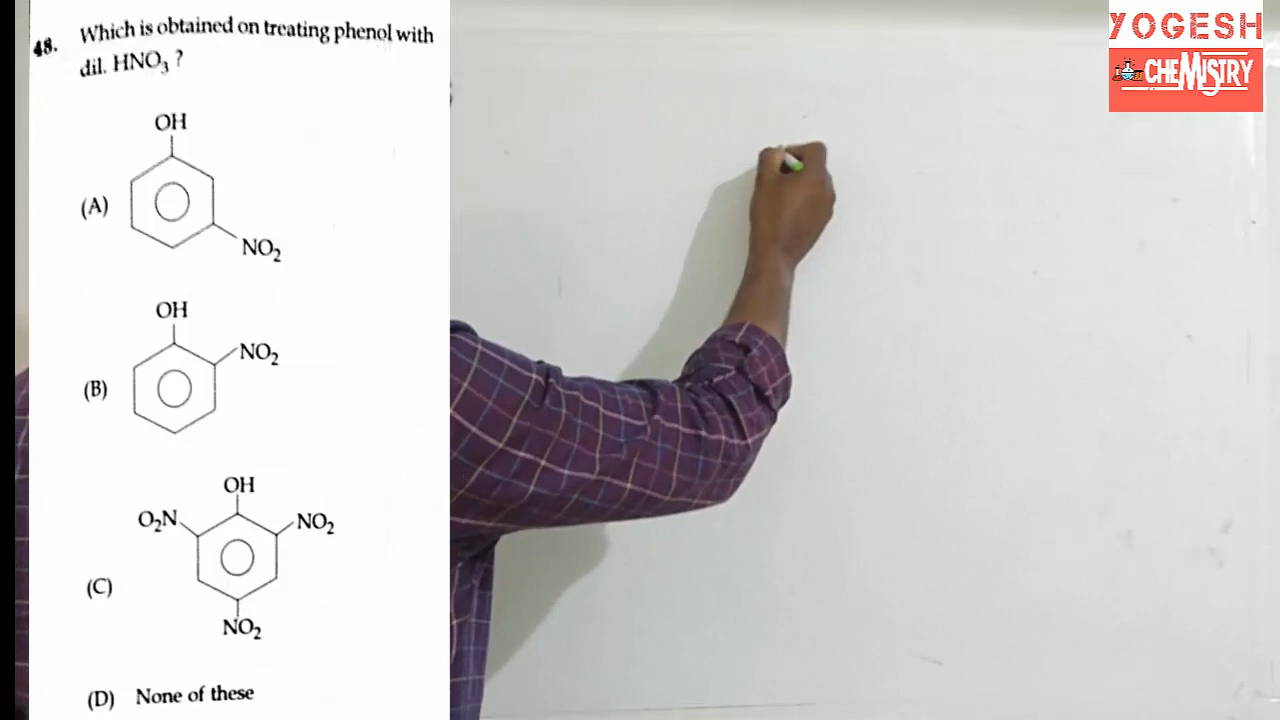 48. Which is obtained on treating phenol with
dil. HNO₃ ?
OH
(A)
NO₂
OH
NO₂
(B)
OH
O₂N
NO₂
(C)
NO₂
(D) None of these
YOGESH
CHEMISTRY